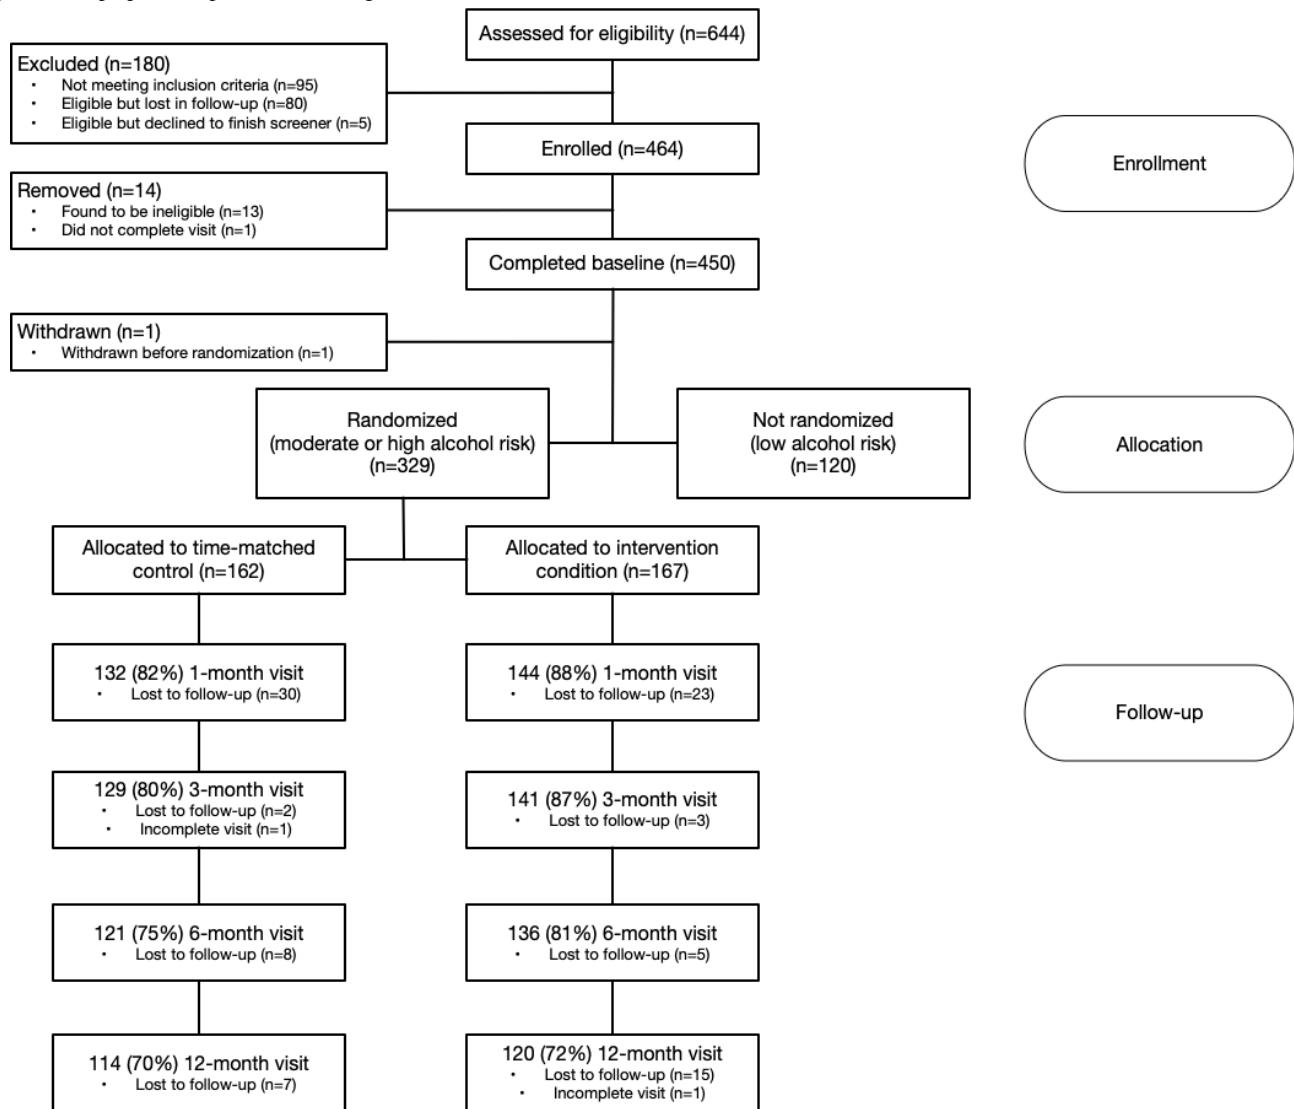 Assessed for eligibility (n=644)
Excluded (n=180)
· Not meeting inclusion criteria (n=95)
· Eligible but lost in follow-up (n=80)
· Eligible but declined to finish screener (n=5)
Enrolled (n=464)
Enrollment
Removed (n=14)
· Found to be ineligible (n=13)
· Did not complete visit (n=1)
Completed baseline (n=450)
Withdrawn (n=1)
· Withdrawn before randomization (n=1)
Randomized
(moderate or high alcohol risk)
(n=329)
Not randomized
(low alcohol risk)
(n=120)
Allocation
Allocated to time-matched
control (n=162)
Allocated to intervention
condition (n=167)
132 (82%) 1-month visit
· Lost to follow-up (n=30)
144 (88%) 1-month visit
· Lost to follow-up (n=23)
Follow-up
129 (80%) 3-month visit
· Lost to follow-up (n=2)
· Incomplete visit (n=1)
141 (87%) 3-month visit
· Lost to follow-up (n=3)
121 (75%) 6-month visit
· Lost to follow-up (n=8)
136 (81%) 6-month visit
· Lost to follow-up (n=5)
114 (70%) 12-month visit
· Lost to follow-up (n=7)
120 (72%) 12-month visit
· Lost to follow-up (n=15)
· Incomplete visit (n=1)